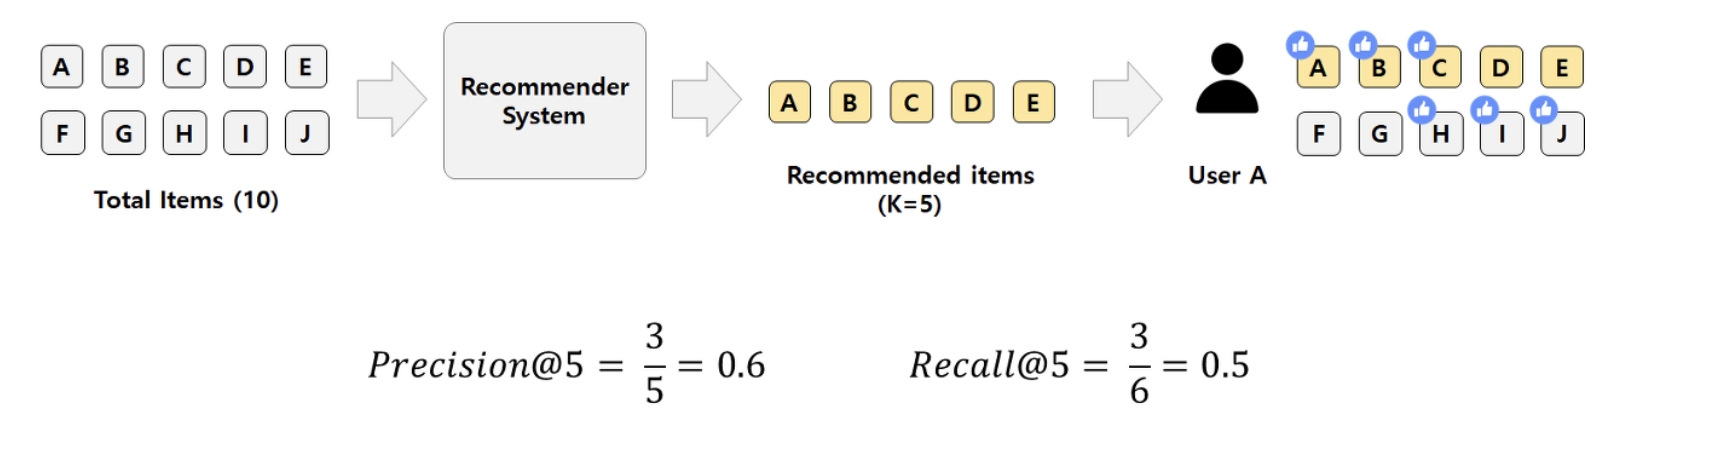 A B C D E
F G H I J
Total Items (10)
Recommender
System
A B C D E
Recommended items
(K=5)
User A
A B C D E
F G H I J
Precision@5 = 3/5 = 0.6
Recall@5 = 3/6 = 0.5